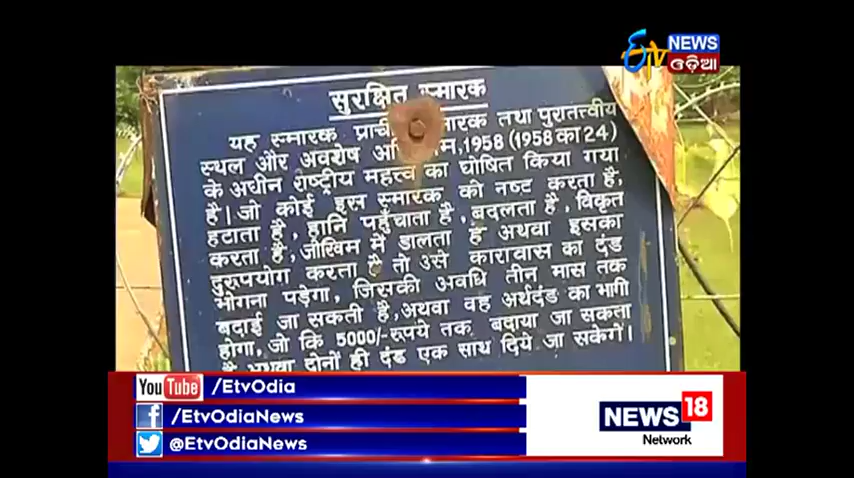 ETV
NEWS
ଓଡ଼ିଆ
सुरक्षित स्मारक
यह स्मारक स्मारक तथा पुरातत्त्वीय
स्थल और अवशेष 1958 (1958 का 24)
के अधीन राष्ट्रीय महत्त्व का घोषित किया गया
है। जो कोई इस स्मारक को नष्ट करता है,
हटाता है, हानि पहुँचाता है, बदलता है, विकृत
करता है, जोखिम में डालता है अथवा इसका
दुरूपयोग करता है तो उसे कारावास का दंड
भोगना पड़ेगा, जिसकी अवधि तीन मास तक
बढाई जा सकती है, अथवा वह अर्थदंड का भागी
होगा, जो कि 5000/-रूपये तक बढाया जा सकता
है अथवा दोनों ही दंड एक साथ दिये जा सकेगें।
YouTube /EtvOdia
f /EtvOdiaNews
@EtvOdiaNews
NEWS18
Network